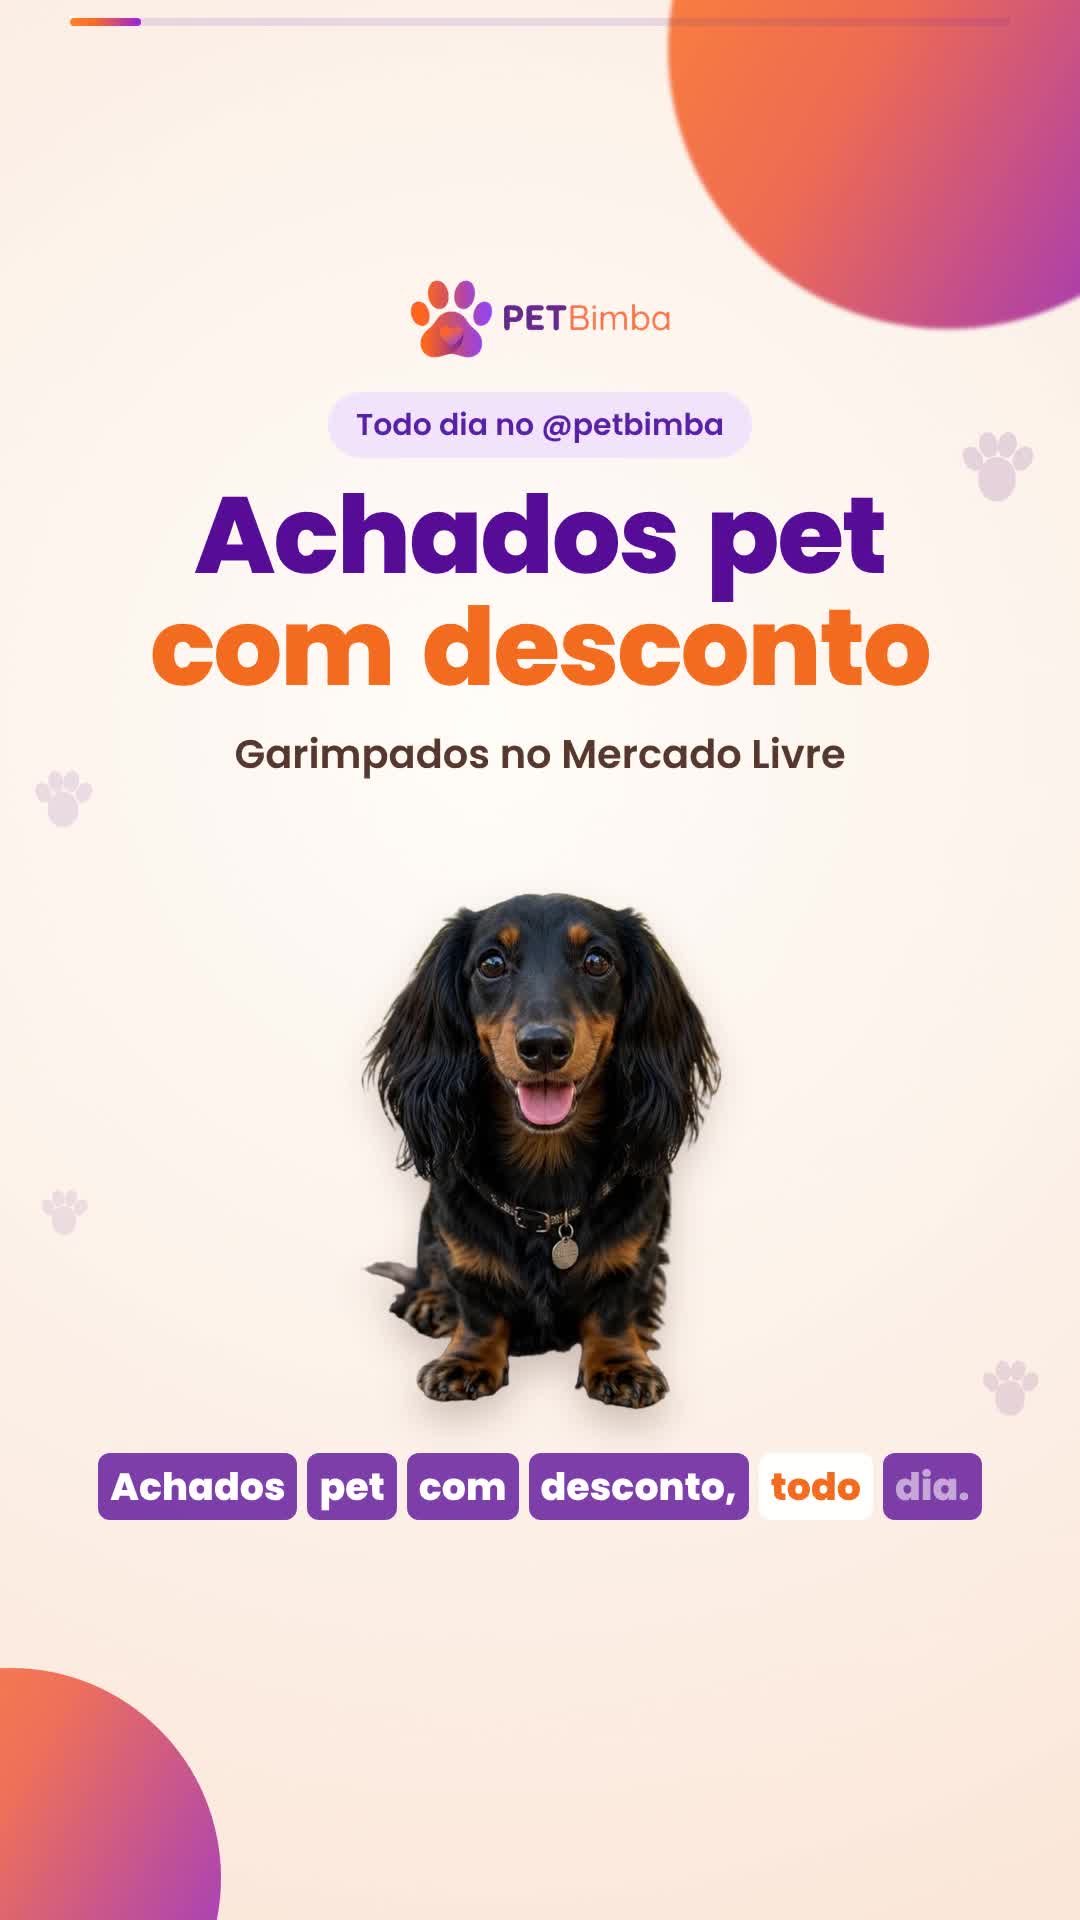 PETBimba
Todo dia no @petbimba
Achados pet
com desconto
Garimpados no Mercado Livre
Achados pet com desconto, todo dia.